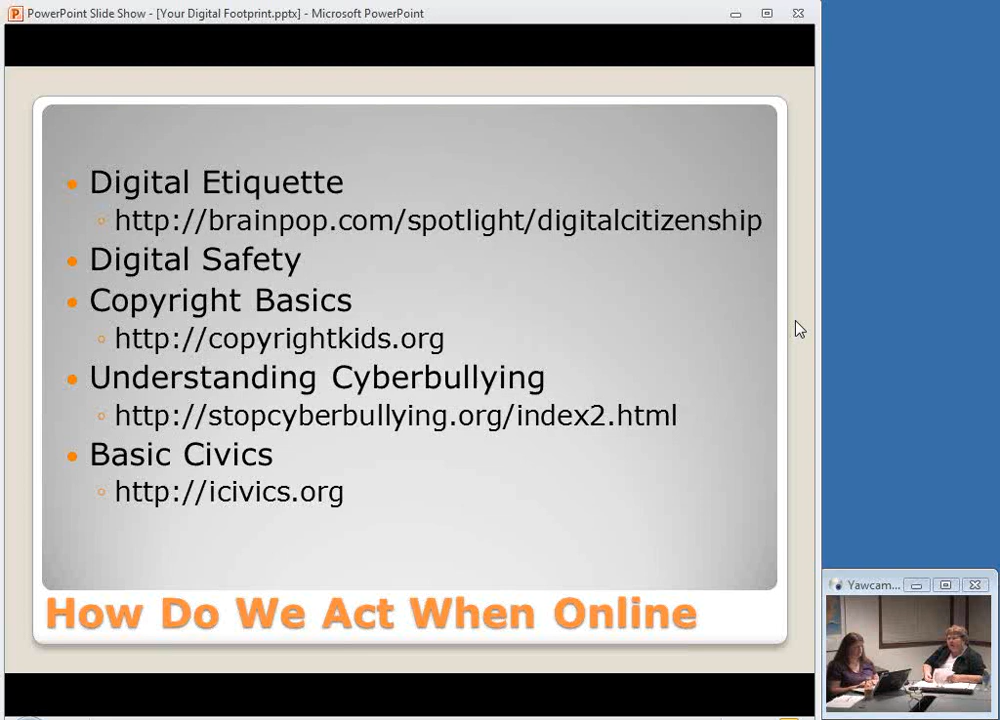 PowerPoint Slide Show - [Your Digital Footprint.pptx] - Microsoft PowerPoint
Digital Etiquette
http://brainpop.com/spotlight/digitalcitizenship
Digital Safety
Copyright Basics
http://copyrightkids.org
Understanding Cyberbullying
http://stopcyberbullying.org/index2.html
Basic Civics
http://icivics.org
How Do We Act When Online
Yawcam...